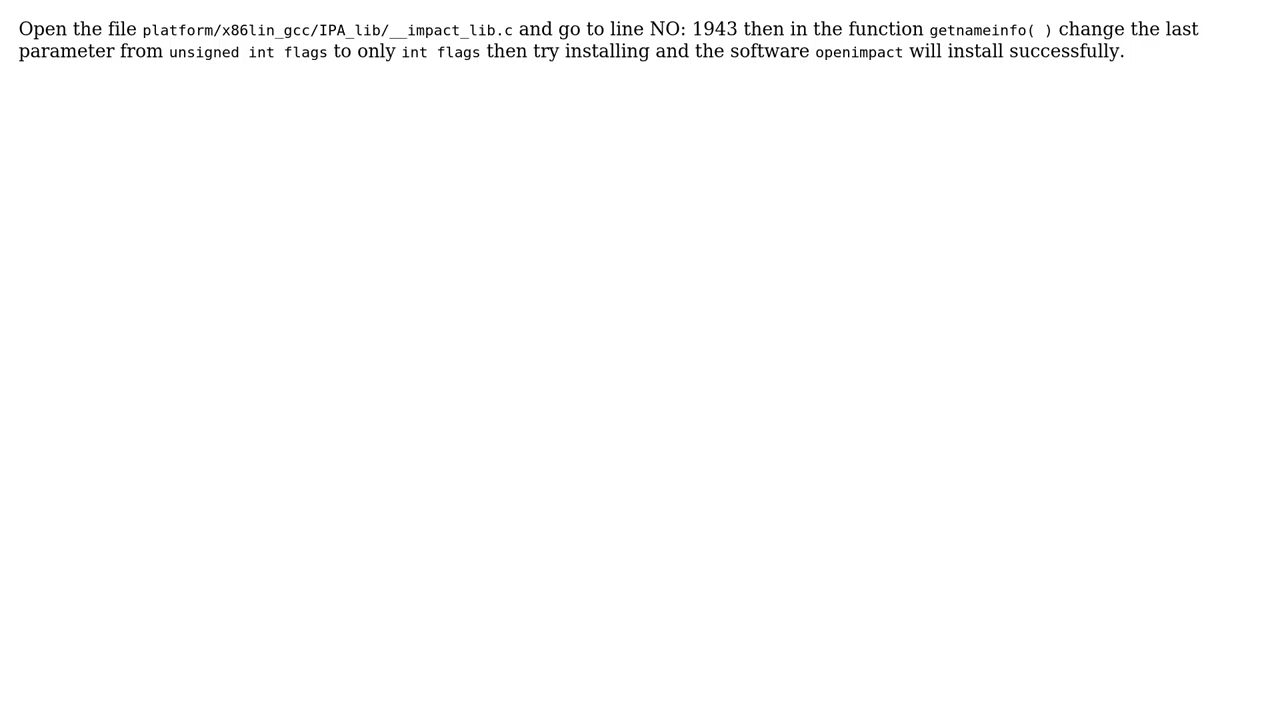 Open the file platform/x86lin_gcc/IPA_lib/__impact_lib.c and go to line NO: 1943 then in the function getnameinfo( ) change the last
parameter from unsigned int flags to only int flags then try installing and the software openimpact will install successfully.